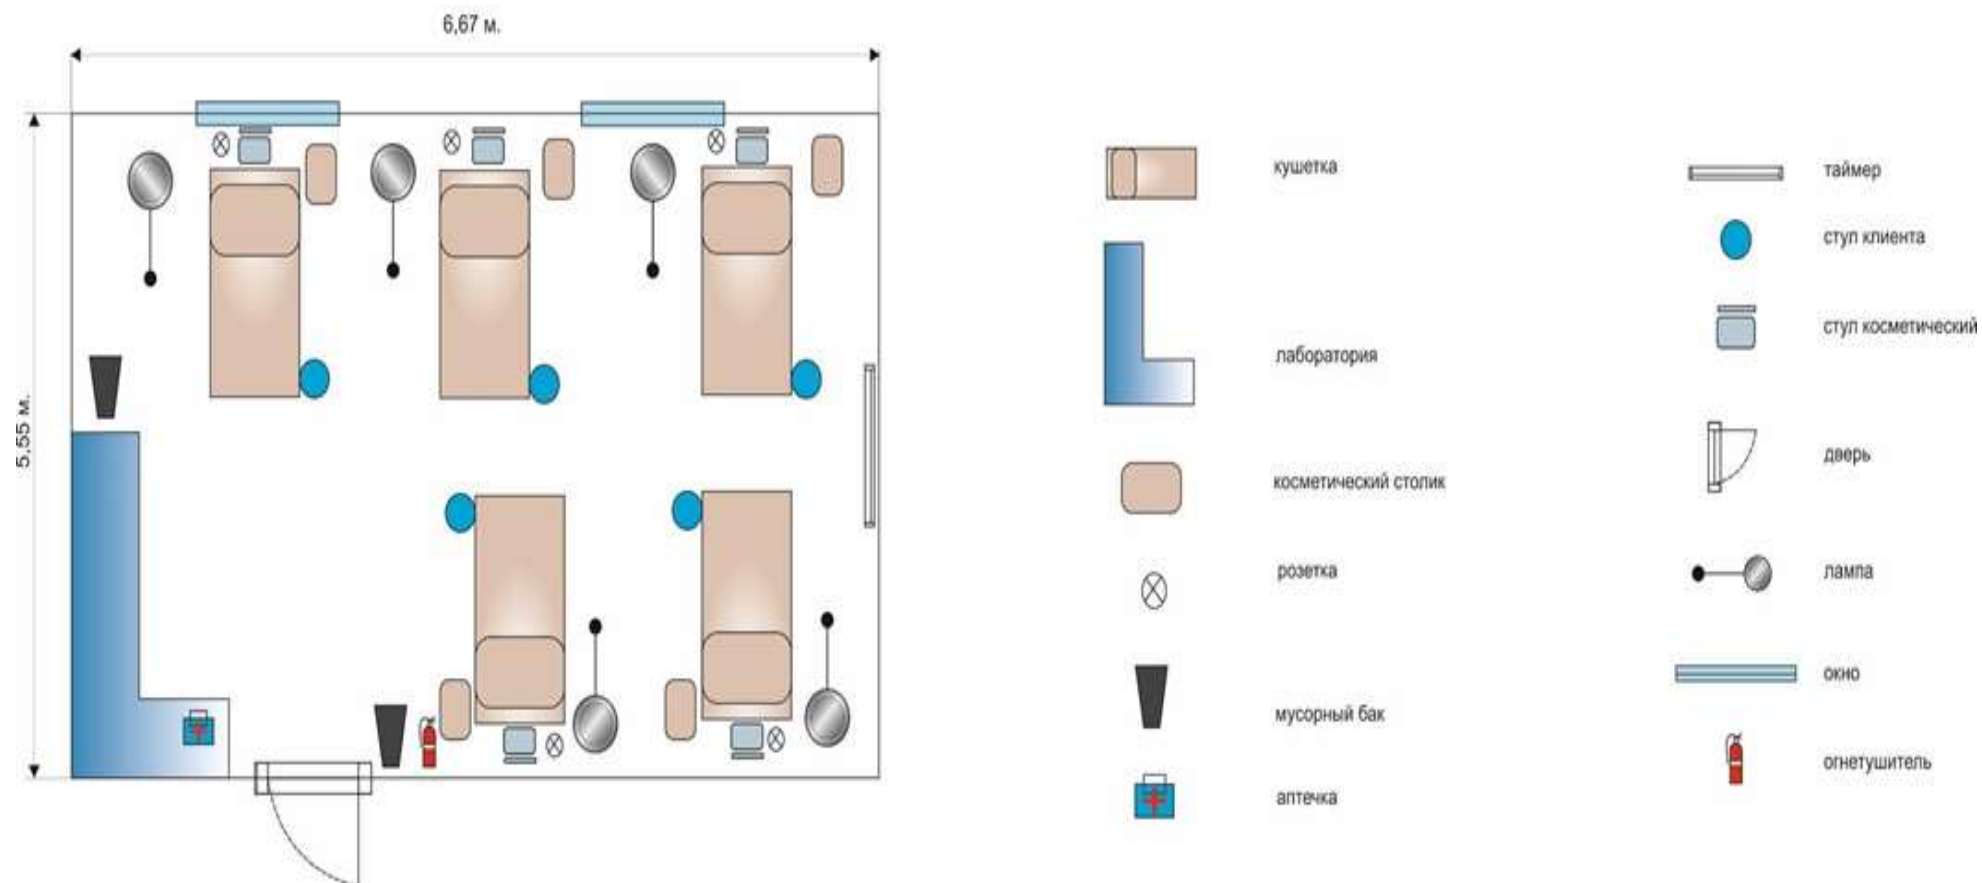 6,67 м.
5,55 м.
кушетка
лаборатория
косметический столик
розетка
мусорный бак
аптечка
таймер
стул клиента
стул косметический
дверь
лампа
окно
огнетушитель